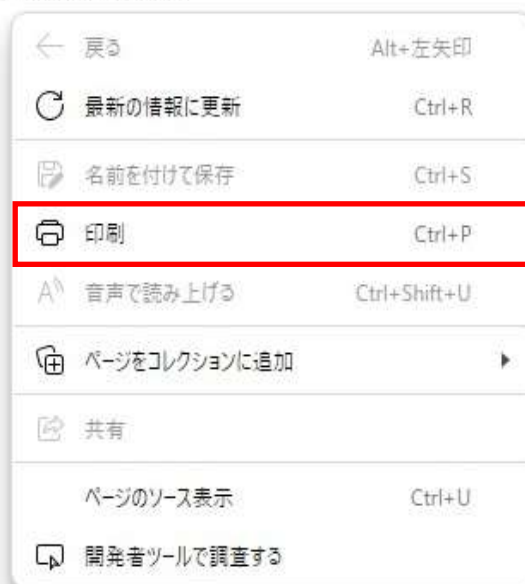 戻る Alt+左矢印
最新の情報に更新 Ctrl+R
名前を付けて保存 Ctrl+S
印刷 Ctrl+P
音声で読み上げる Ctrl+Shift+U
ページをコレクションに追加
共有
ページのソース表示 Ctrl+U
開発者ツールで調査する